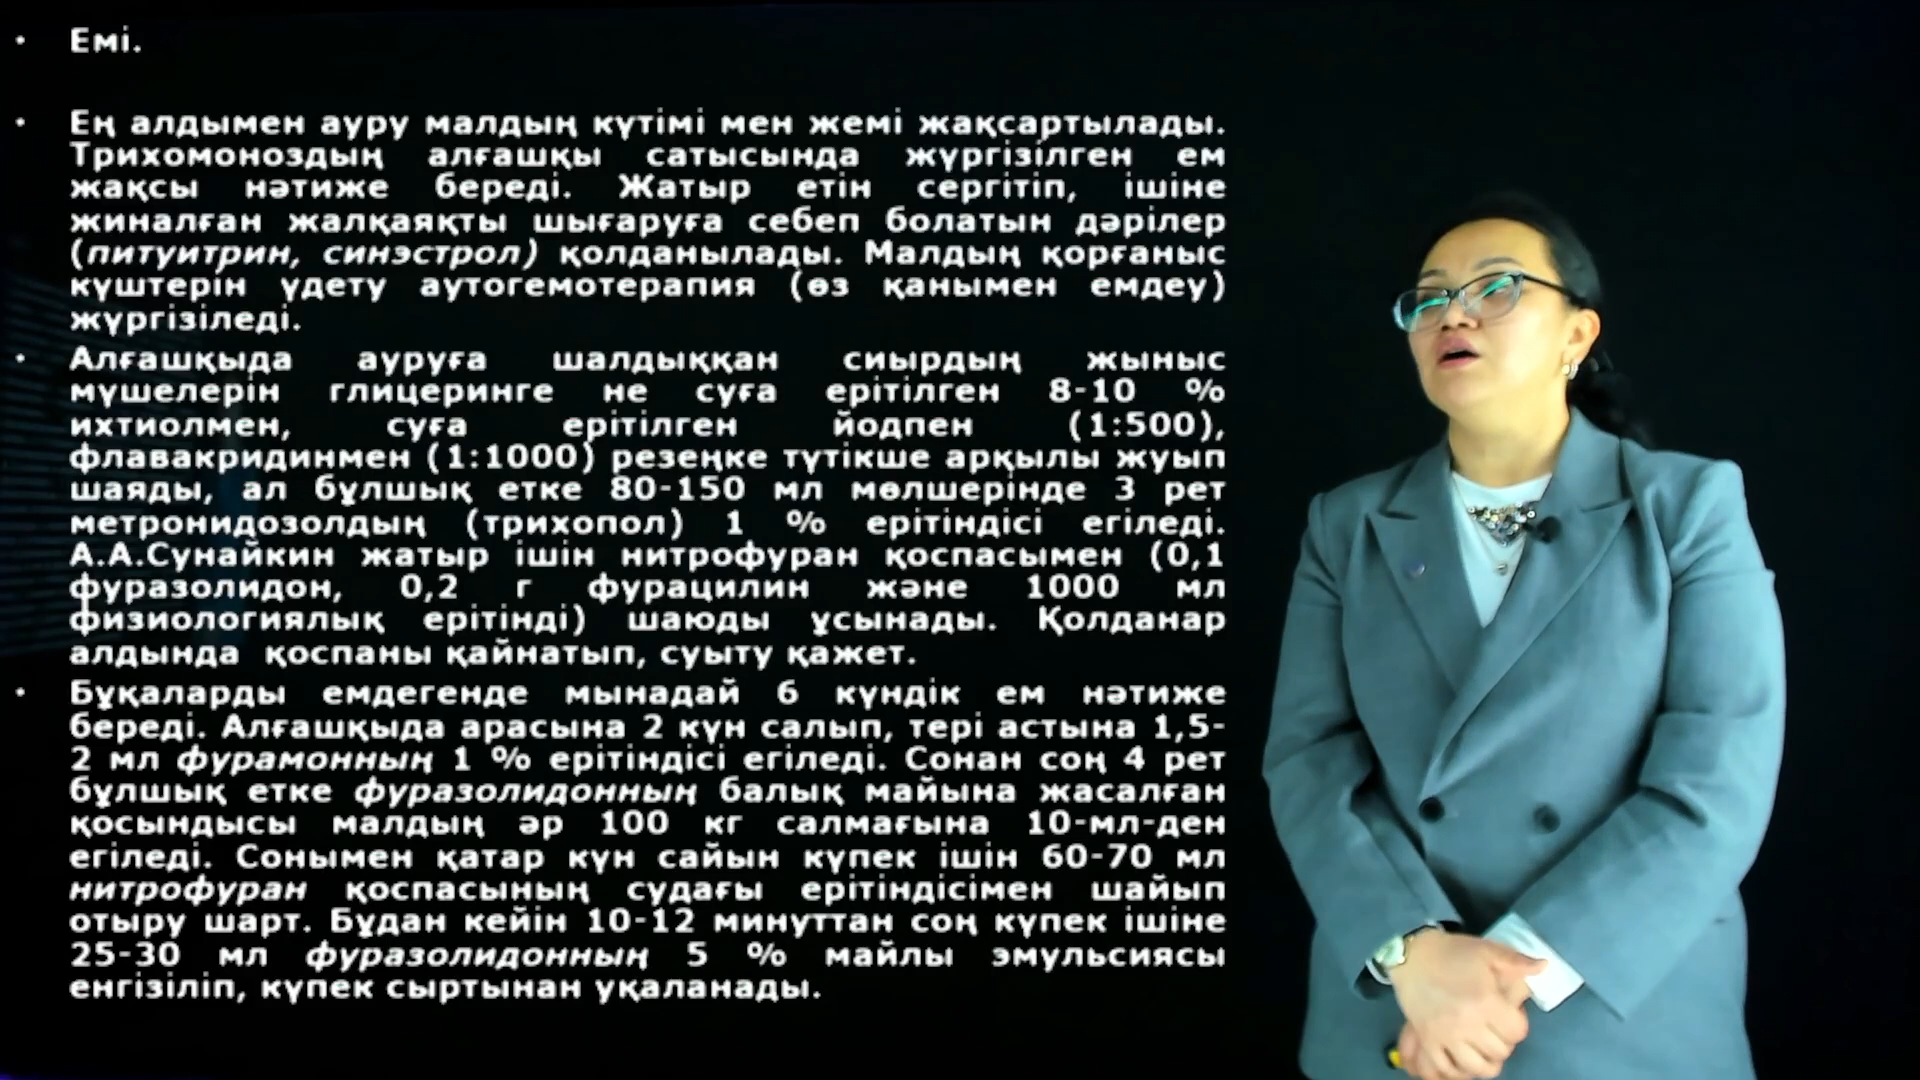 • Емі.
• Ең алдымен ауру малдың күтімі мен жемі жақсартылады.
Трихомоноздың алғашқы сатысында жүргізілген ем
жақсы нәтиже береді. Жатыр етін сергітіп, ішіне
жиналған жалқаяқты шығаруға себеп болатын дәрілер
(питуитрин, синэстрол) қолданылады. Малдың қорғаныс
күштерін үдету аутогемотерапия (өз қанымен емдеу)
жүргізіледі.
• Алғашқыда ауруға шалдыққан сиырдың жыныс
мүшелерін глицеринге не суға ерітілген 8-10 %
ихтиолмен, суға ерітілген йодпен (1:500),
флавакридинмен (1:1000) резеңке түтікше арқылы жуып
шаяды, ал бұлшық етке 80-150 мл мөлшерінде 3 рет
метронидозолдың (трихопол) 1 % ерітіндісі егіледі.
А.А.Сунайкин жатыр ішін нитрофуран қоспасымен (0,1
фуразолидон, 0,2 г фурацилин және 1000 мл
физиологиялық ерітінді) шаюды ұсынады. Қолданар
алдында қоспаны қайнатып, суыту қажет.
• Бұқаларды емдегенде мынадай 6 күндік ем нәтиже
береді. Алғашқыда арасына 2 күн салып, тері астына 1,5-
2 мл фурамонның 1 % ерітіндісі егіледі. Сонан соң 4 рет
бұлшық етке фуразолидонның балық майына жасалған
қосындысы малдың әр 100 кг салмағына 10-мл-ден
егіледі. Сонымен қатар күн сайын күпек ішін 60-70 мл
нитрофуран қоспасының судағы ерітіндісімен шайып
отыру шарт. Бұдан кейін 10-12 минуттан соң күпек ішіне
25-30 мл фуразолидонның 5 % майлы эмульсиясы
енгізіліп, күпек сыртынан уқаланады.